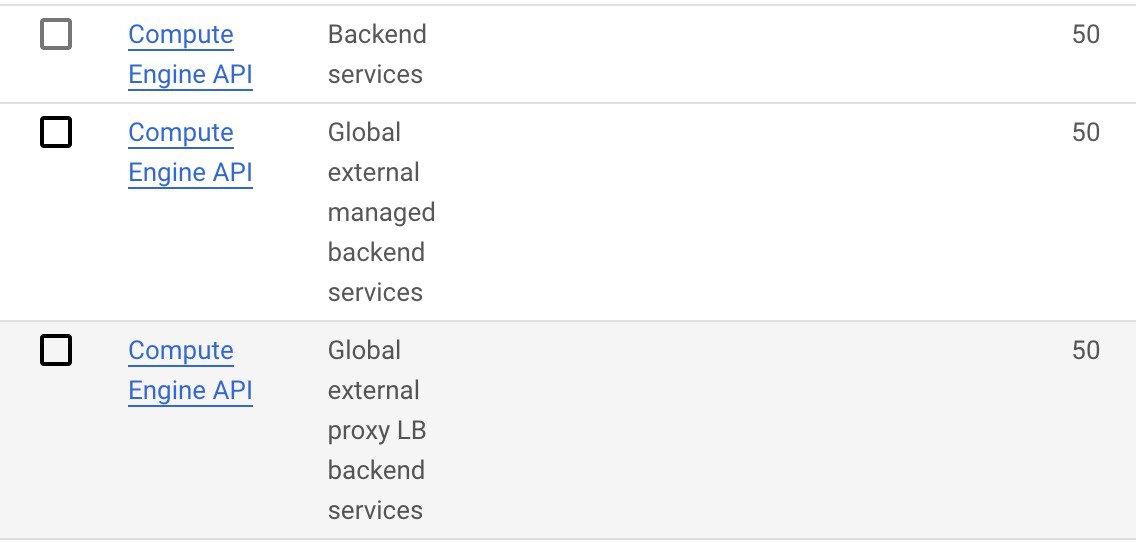 Compute Backend 50
Engine API services
Compute Global 50
Engine API external
managed
backend
services
Compute Global 50
Engine API external
proxy LB
backend
services